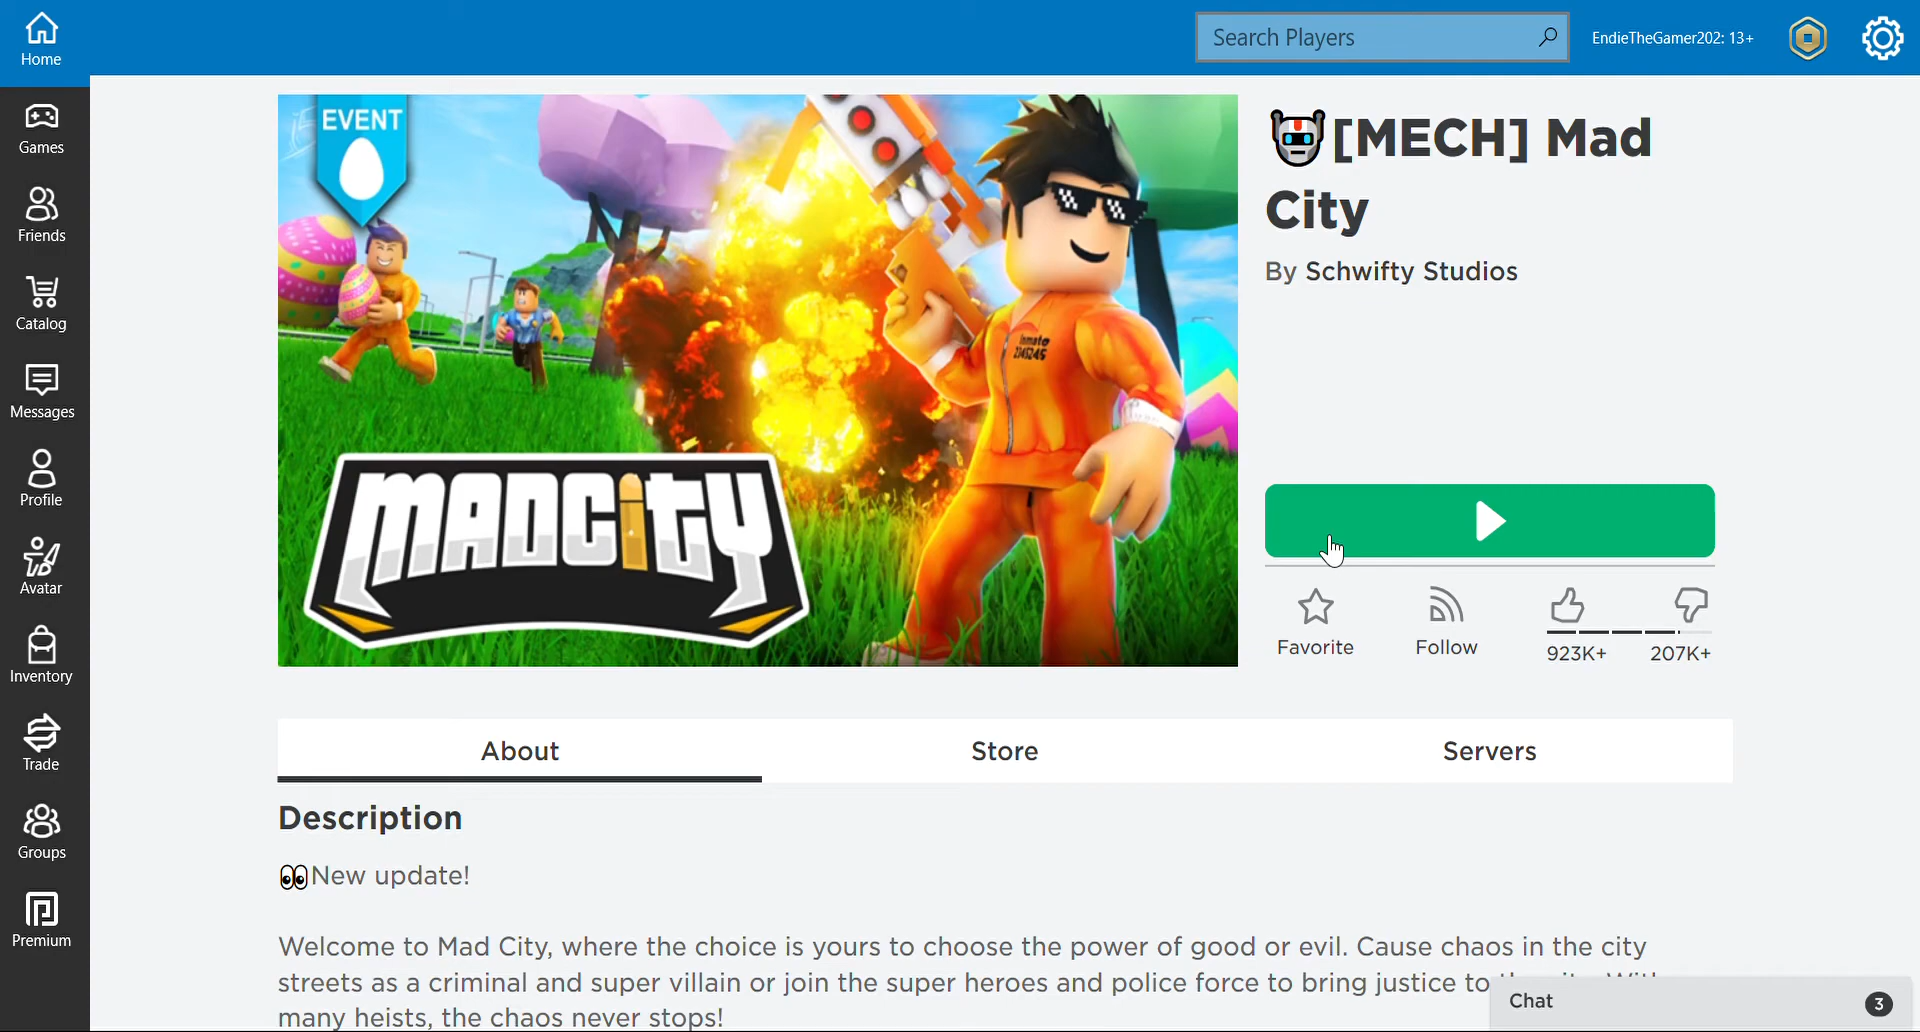 Home
Search Players
EndieTheGamer202: 13+
Games
Friends
Catalog
Messages
Profile
Avatar
Inventory
Trade
Groups
Premium
EVENT
Inmate
MADCITY
[MECH] Mad
City
By Schwifty Studios
Favorite
Follow
923K+
207K+
About
Store
Servers
Description
👀New update!
Welcome to Mad City, where the choice is yours to choose the power of good or evil. Cause chaos in the city
streets as a criminal and super villain or join the super heroes and police force to bring justice to
many heists, the chaos never stops!
Chat
3